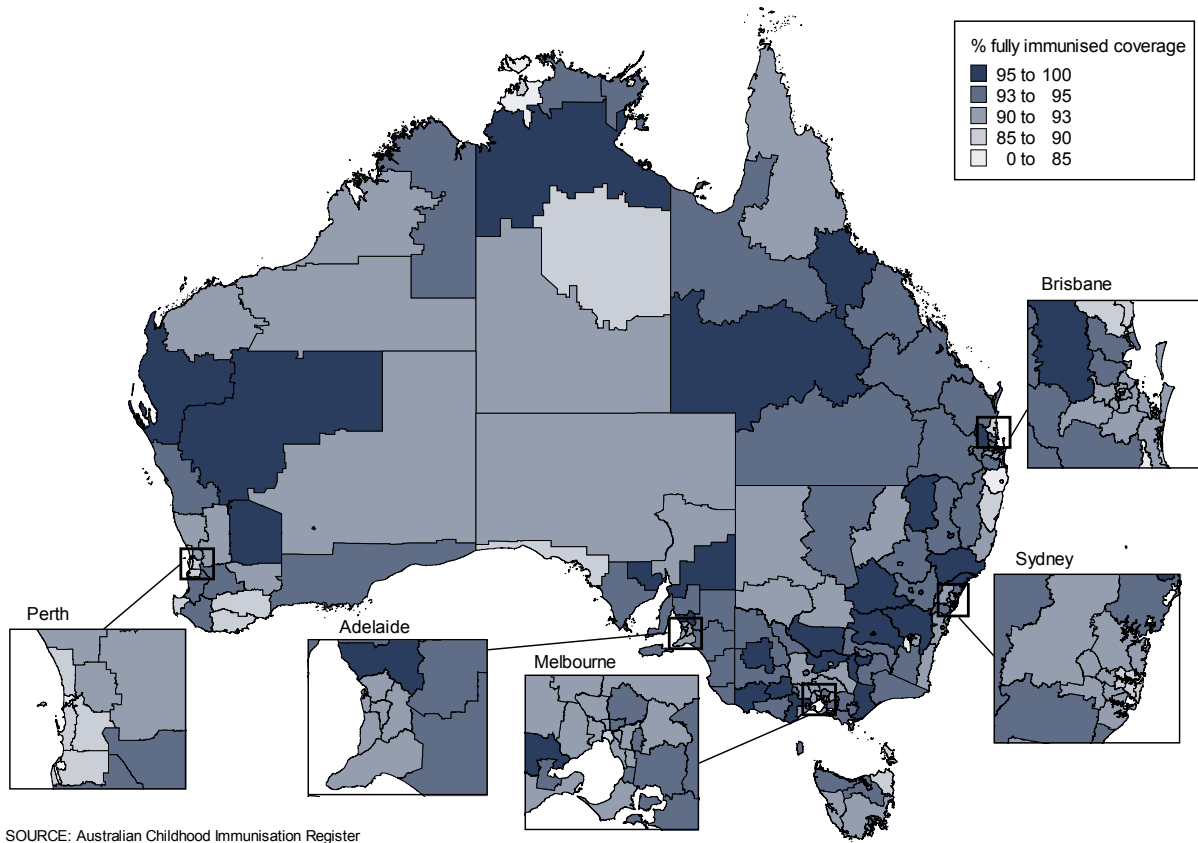 % fully immunised coverage
95 to 100
93 to 95
90 to 93
85 to 90
0 to 85
Brisbane
Sydney
Perth
Adelaide
Melbourne
SOURCE: Australian Childhood Immunisation Register